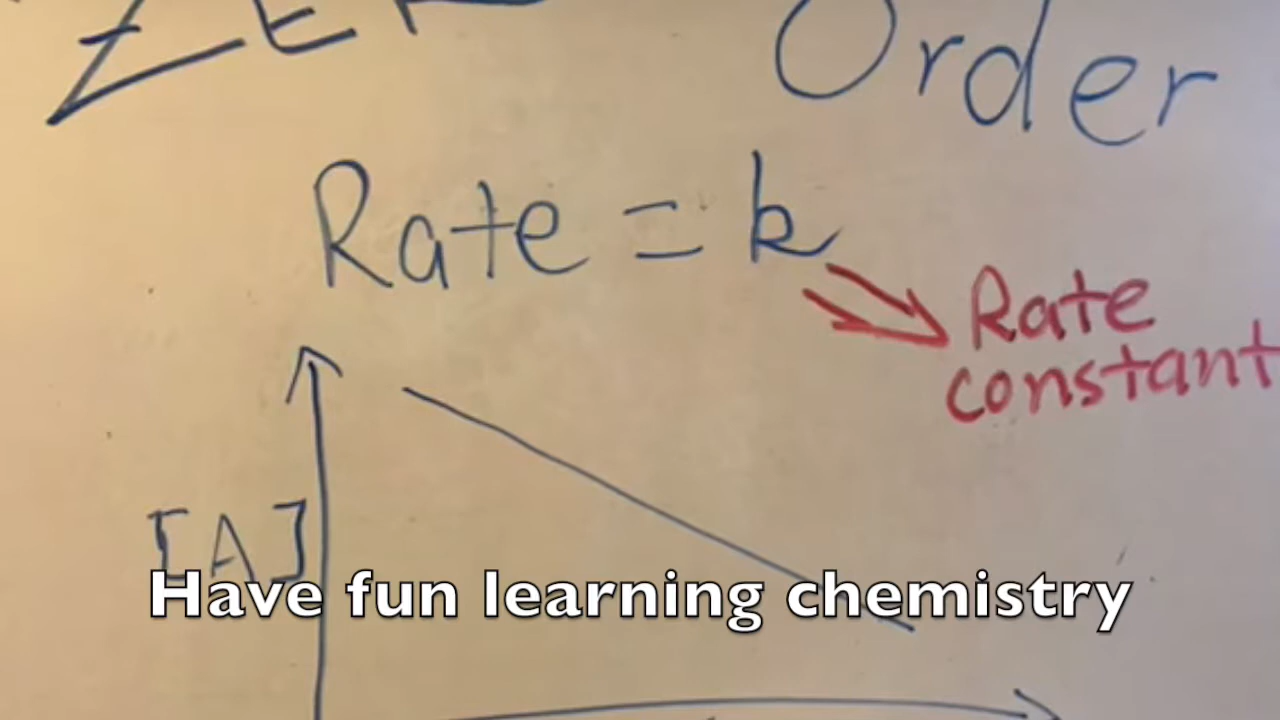 Order
Rate = k
Rate
constant
[A]
Have fun learning chemistry